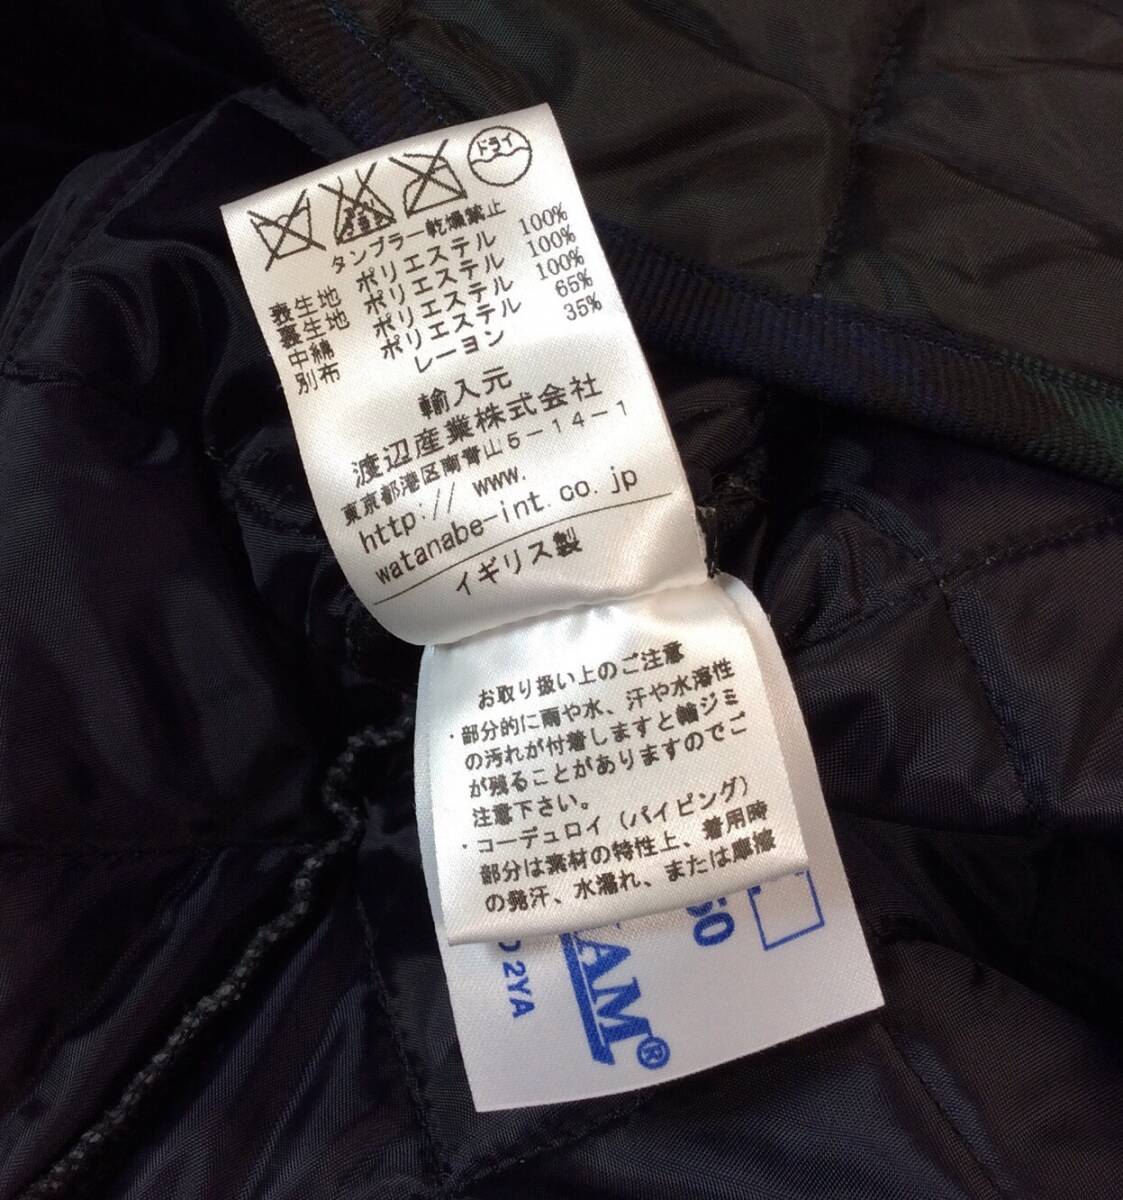 ドライ
タンブラー乾燥禁止
表生地 ポリエステル 100%
裏生地 ポリエステル 100%
中綿 ポリエステル 100%
別布 ポリエステル 65%
レーヨン 35%
輸入元
渡辺産業株式会社
東京都港区南青山5-14-1
http:// www.
watanabe-int.co.jp
イギリス製
お取り扱い上のご注意
・部分的に雨や水、汗や水溶性
の汚れが付着しますと輪ジミ
が残ることがありますのでご
注意下さい。
・コーデュロイ（パイピング）
部分は素材の特性上、着用時
の発汗、水濡れ、または摩擦
50
AM®
2YA